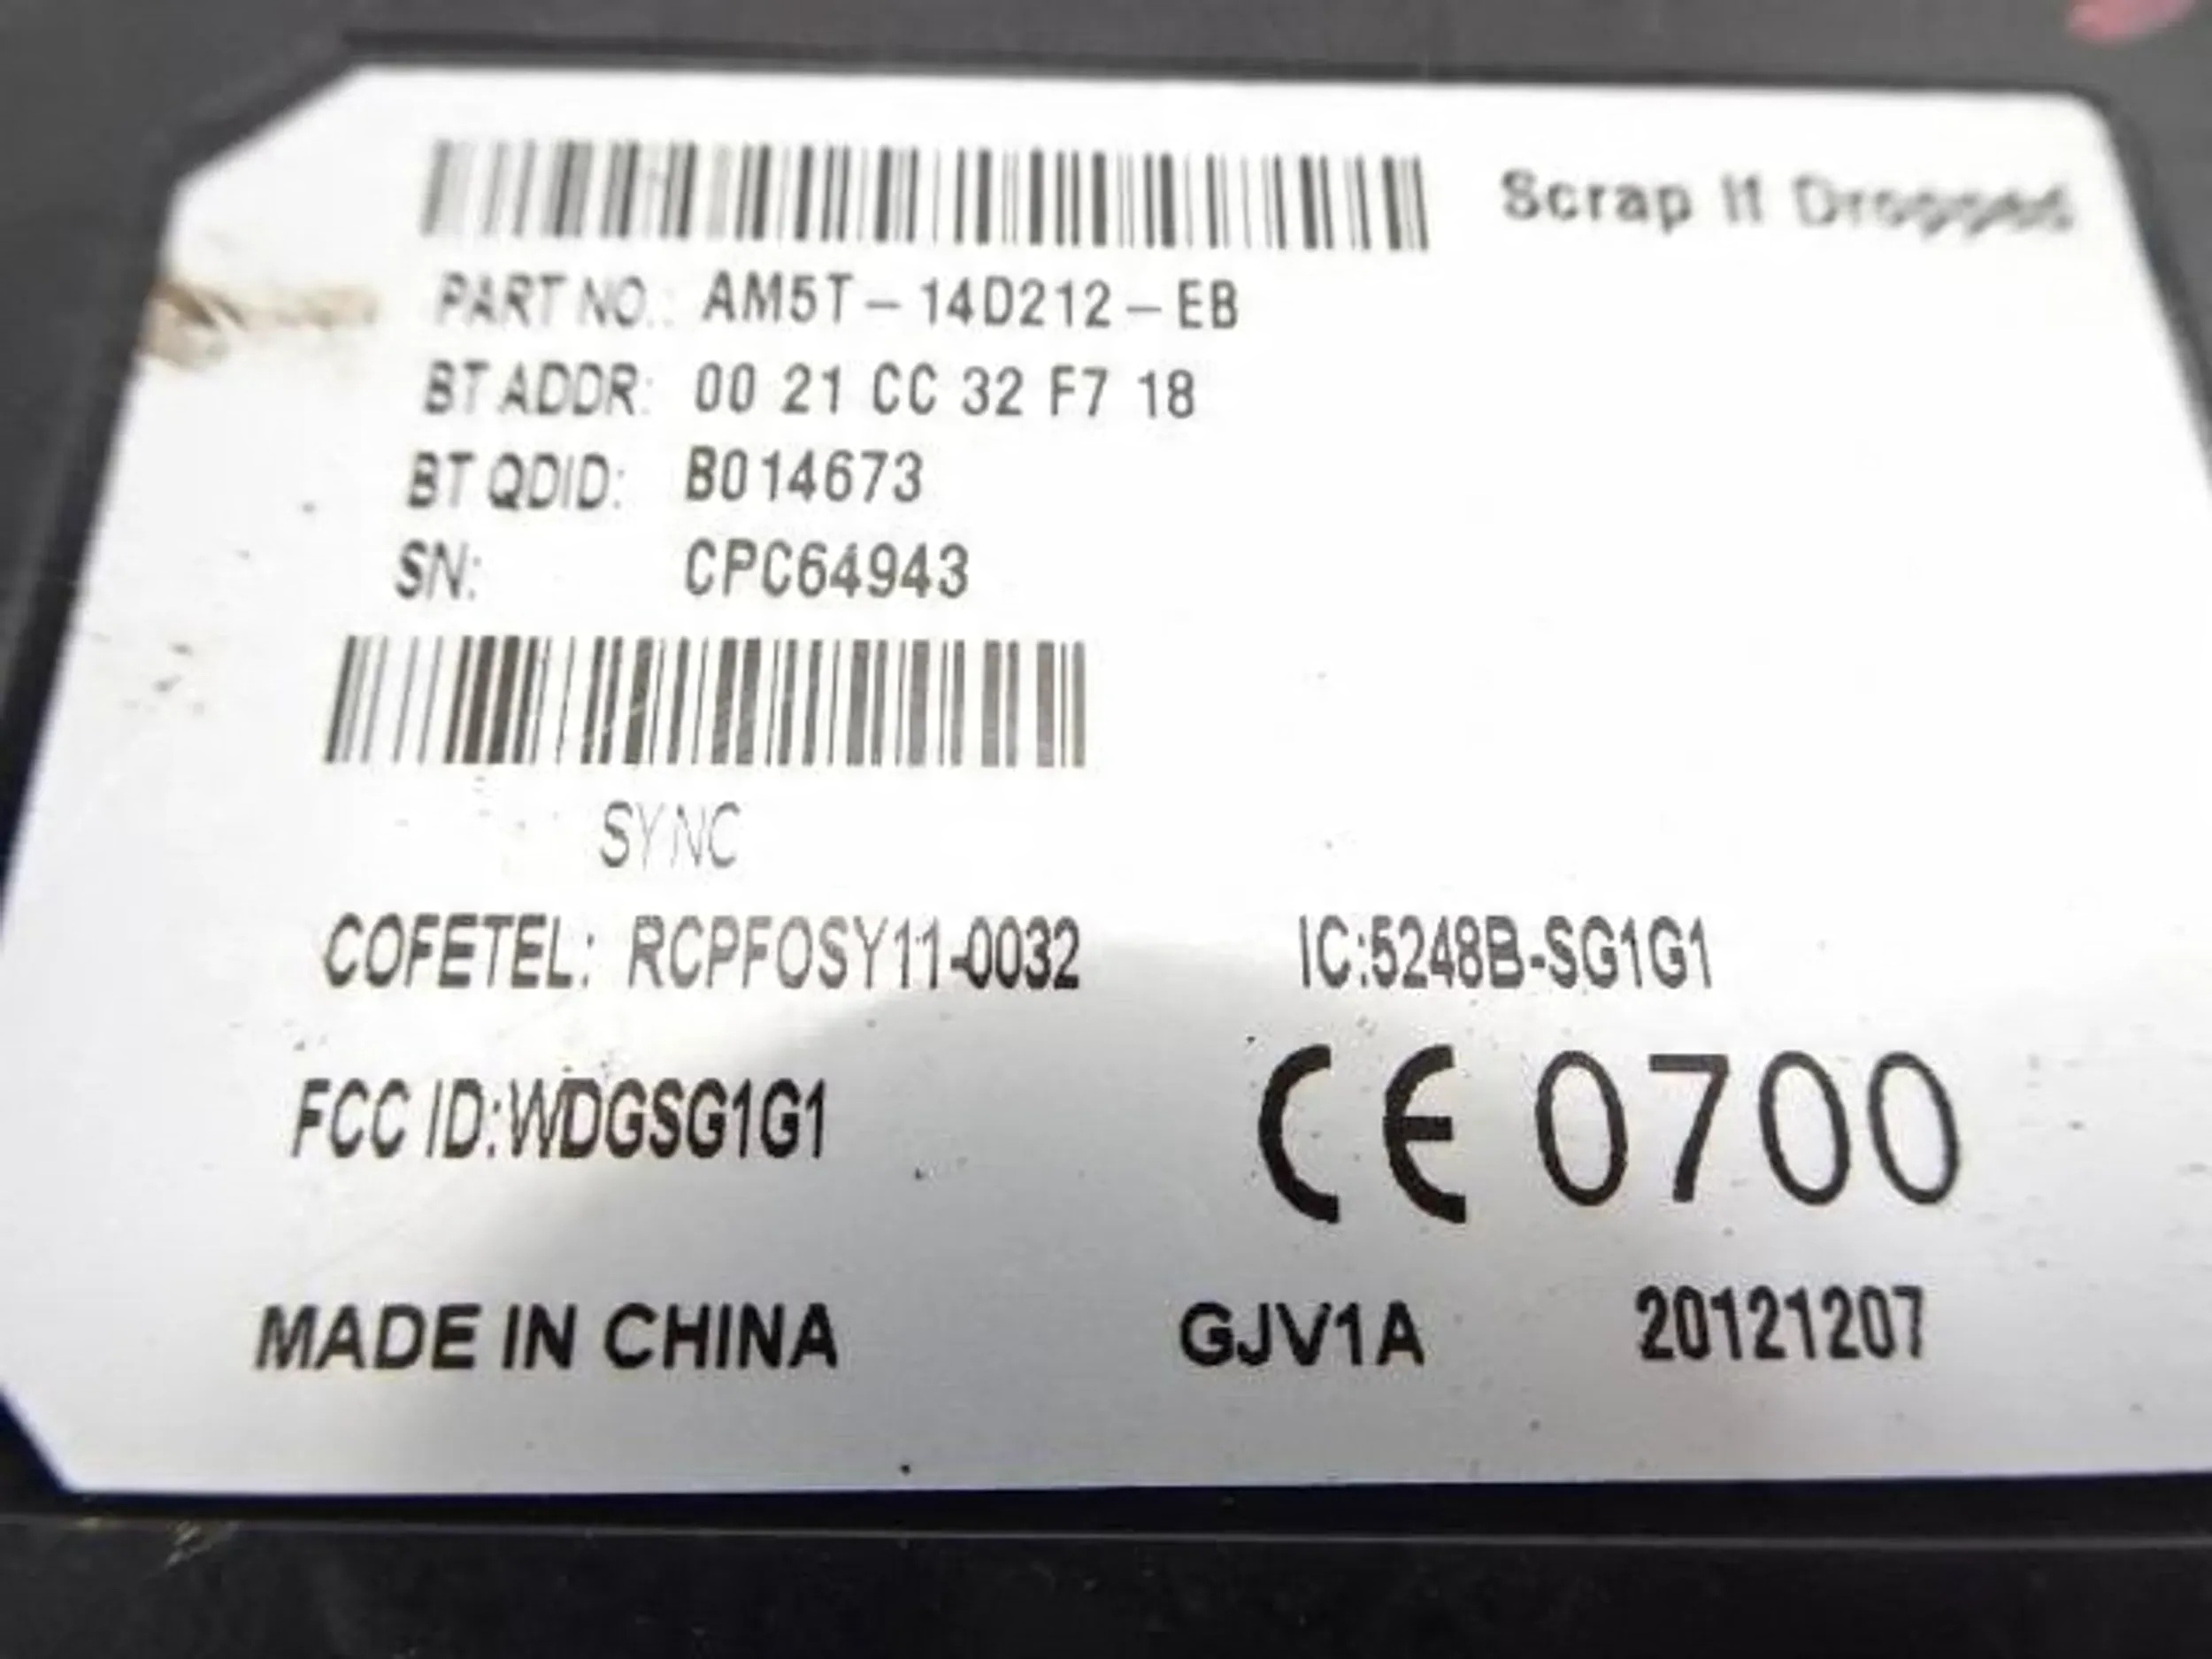 Scrap If Dropped
PART NO.: AM5T-14D212-EB
BT ADDR: 00 21 CC 32 F7 18
BT QDID: B014673
SN: CPC64943
SYNC
COFETEL: RCPFOSY11-0032 IC:5248B-SG1G1
FCC ID:WDGSG1G1 CE 0700
MADE IN CHINA GJV1A 20121207